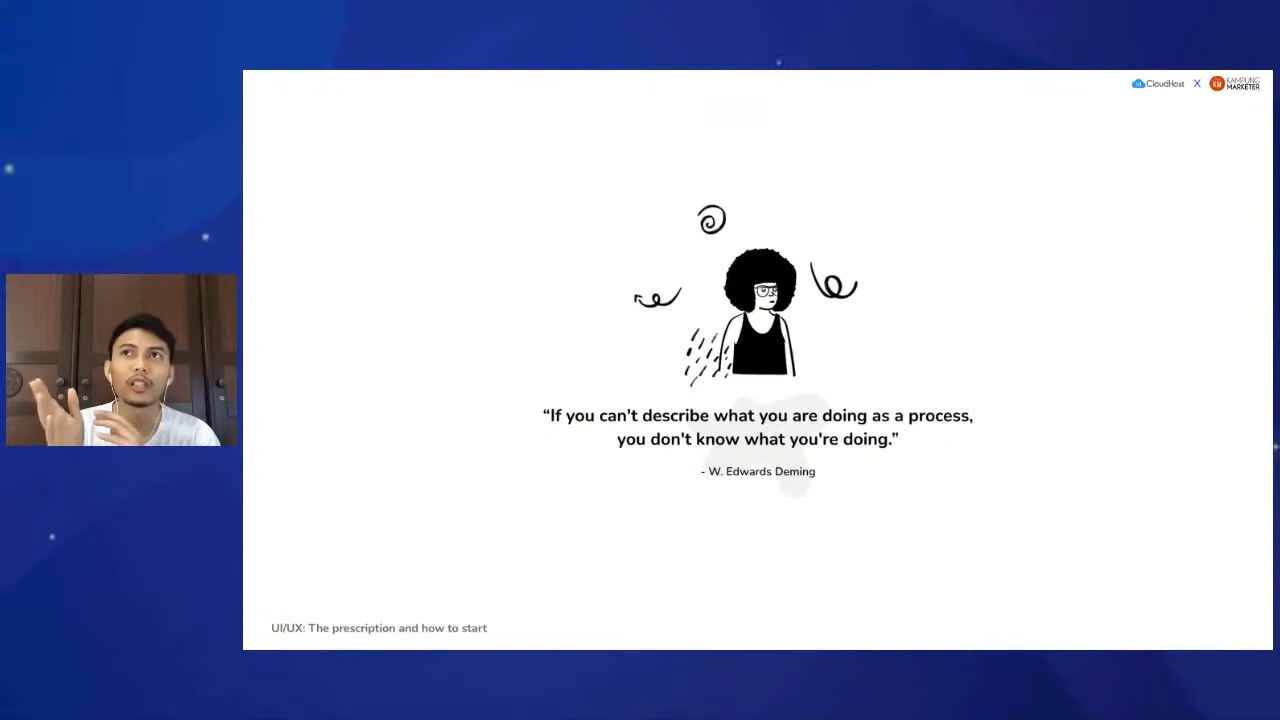 CloudHost X KAMPUNG MARKETER
“If you can't describe what you are doing as a process,
you don't know what you're doing.”
- W. Edwards Deming
UI/UX: The prescription and how to start